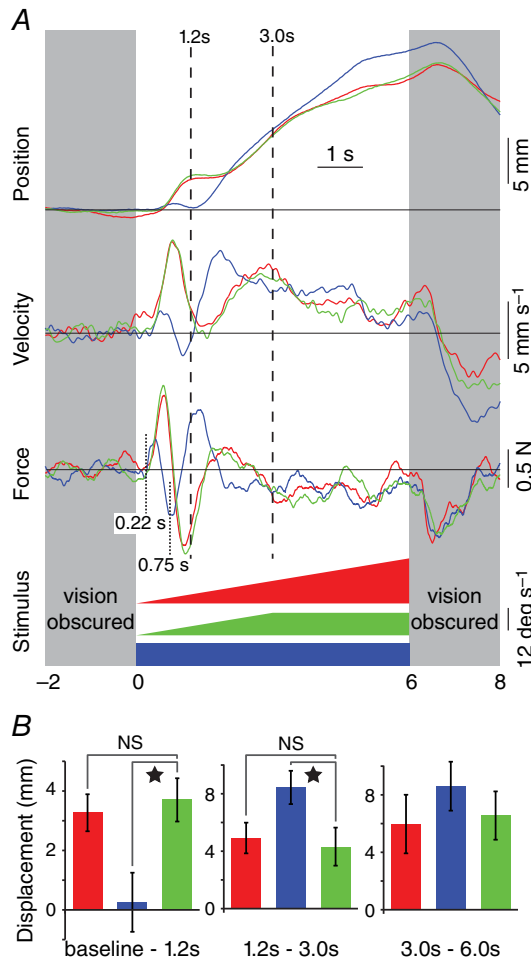 A
1.2s 3.0s
Position
1 s
5 mm
Velocity
5 mm s⁻¹
Force
0.5 N
0.22 s
0.75 s
Stimulus
vision
obscured
vision
obscured
12 deg s⁻¹
−2 0 6 8
B
NS
NS
Displacement (mm)
4
2
0
8
4
0
8
4
0
baseline - 1.2s
1.2s - 3.0s
3.0s - 6.0s